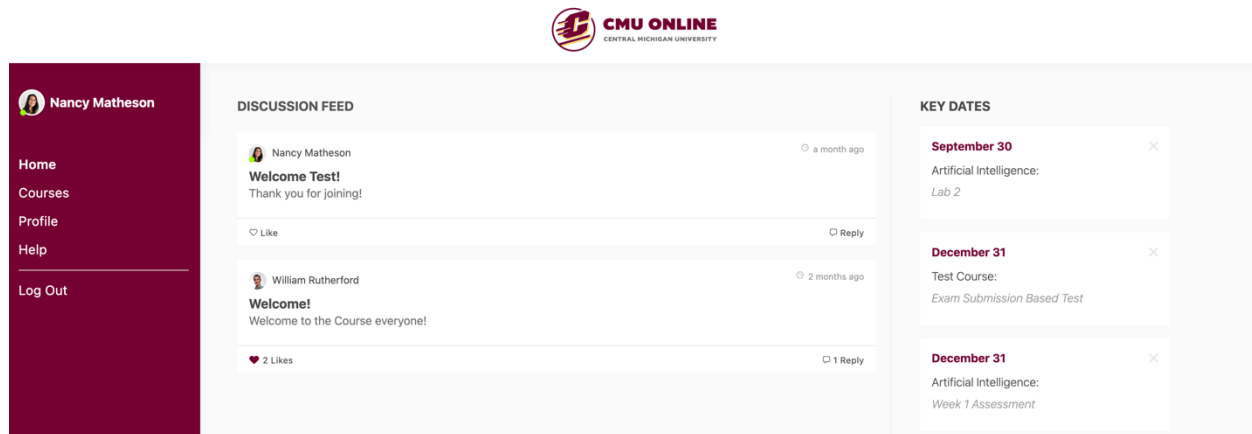 CMU ONLINE
CENTRAL MICHIGAN UNIVERSITY
Nancy Matheson
Home
Courses
Profile
Help
Log Out
DISCUSSION FEED
Nancy Matheson
a month ago
Welcome Test!
Thank you for joining!
Like
Reply
William Rutherford
2 months ago
Welcome!
Welcome to the Course everyone!
2 Likes
1 Reply
KEY DATES
September 30
Artificial Intelligence:
Lab 2
December 31
Test Course:
Exam Submission Based Test
December 31
Artificial Intelligence:
Week 1 Assessment